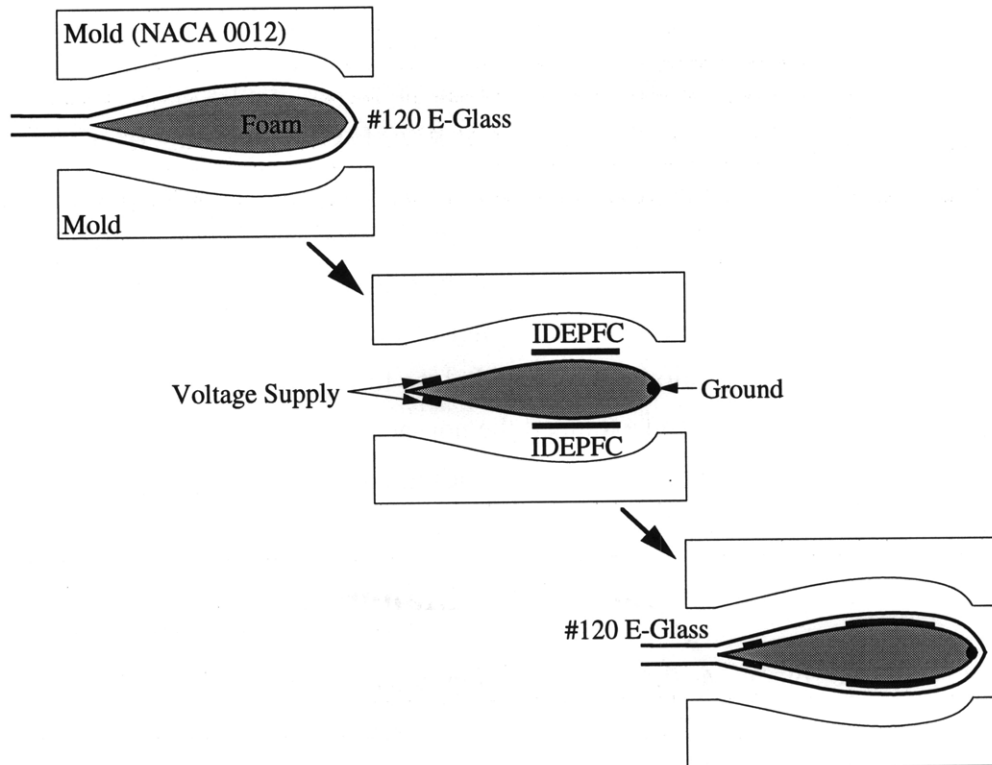 Mold (NACA 0012)
Foam
#120 E-Glass
Mold
IDEPFC
Voltage Supply
Ground
IDEPFC
#120 E-Glass